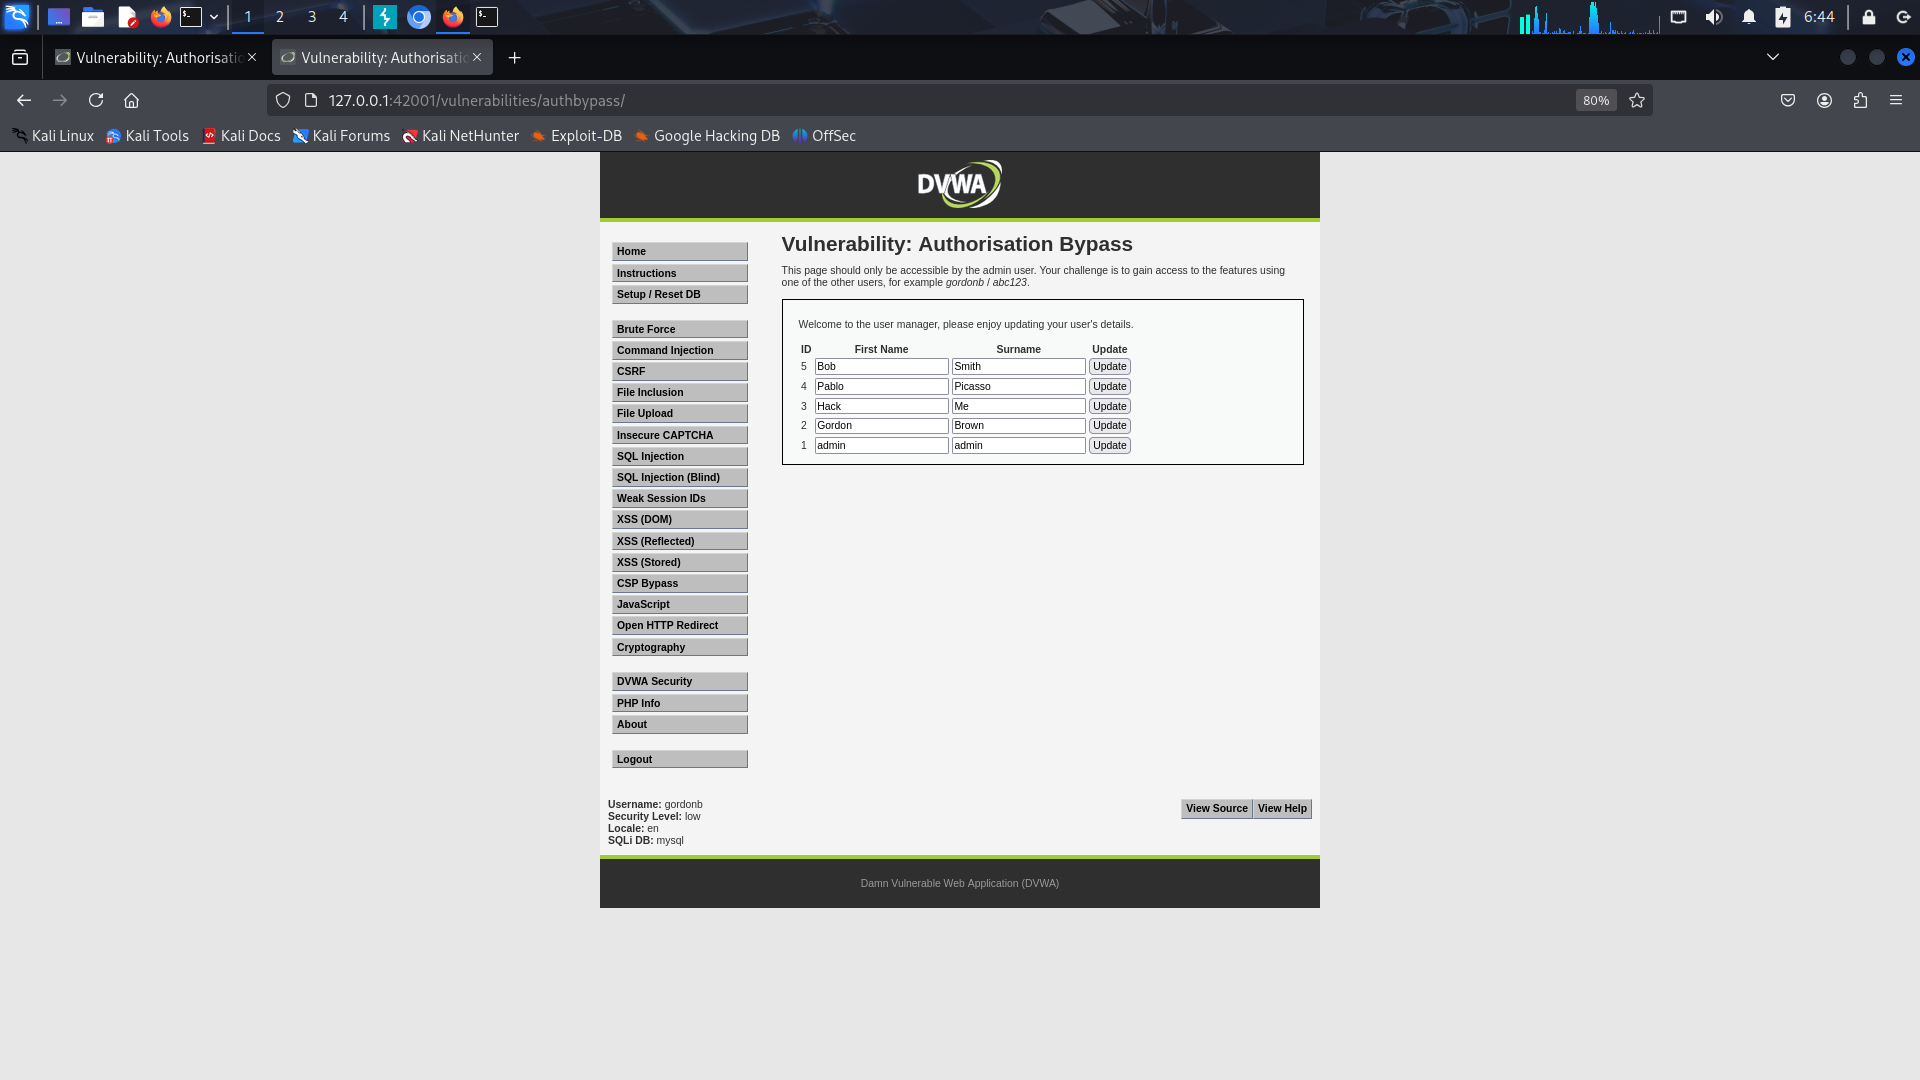 1 2 3 4 6:44
Vulnerability: Authorisatio Vulnerability: Authorisatio
127.0.0.1:42001/vulnerabilities/authbypass/ 80%
Kali Linux Kali Tools Kali Docs Kali Forums Kali NetHunter Exploit-DB Google Hacking DB OffSec
DVWA
Home
Instructions
Setup / Reset DB
Brute Force
Command Injection
CSRF
File Inclusion
File Upload
Insecure CAPTCHA
SQL Injection
SQL Injection (Blind)
Weak Session IDs
XSS (DOM)
XSS (Reflected)
XSS (Stored)
CSP Bypass
JavaScript
Open HTTP Redirect
Cryptography
DVWA Security
PHP Info
About
Logout
Vulnerability: Authorisation Bypass
This page should only be accessible by the admin user. Your challenge is to gain access to the features using
one of the other users, for example gordonb / abc123.
Welcome to the user manager, please enjoy updating your user's details.
ID First Name Surname Update
5 Bob Smith Update
4 Pablo Picasso Update
3 Hack Me Update
2 Gordon Brown Update
1 admin admin Update
Username: gordonb
Security Level: low
Locale: en
SQLi DB: mysql
View Source View Help
Damn Vulnerable Web Application (DVWA)